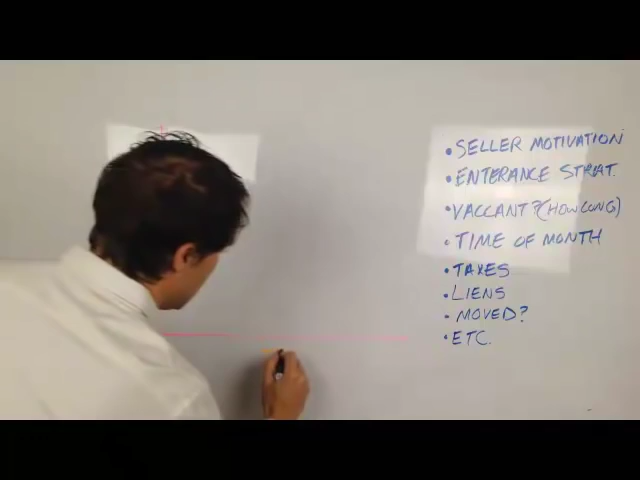 • SELLER MOTIVATION
• ENTERANCE STRAT.
• VACCANT? (HOW LONG)
• TIME OF MONTH
• TAXES
• LIENS
• MOVED?
• ETC.